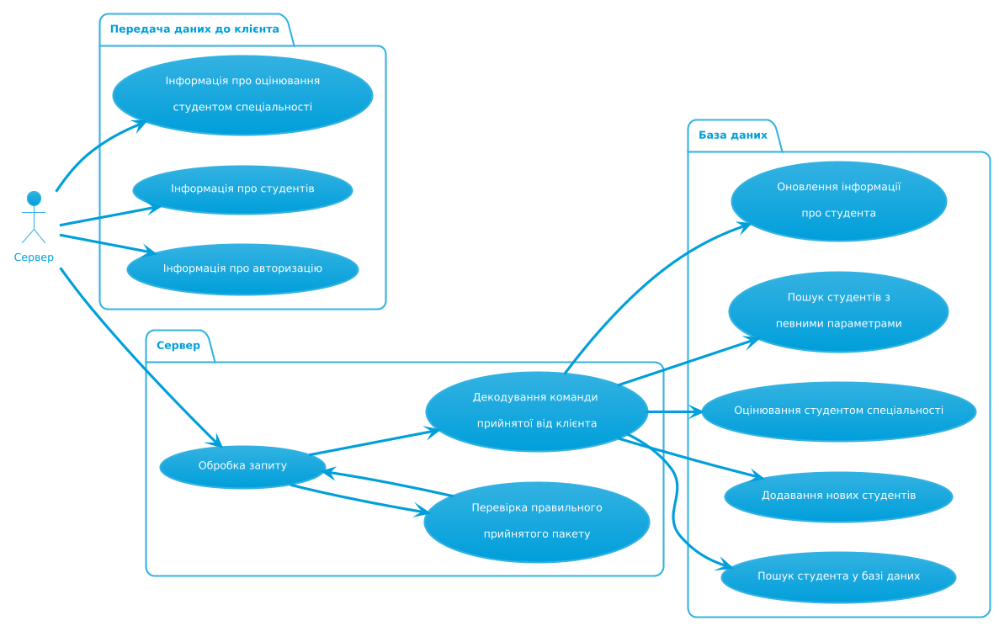 Передача даних до клієнта
Інформація про оцінювання
студентом спеціальності
Інформація про студентів
Інформація про авторизацію
Сервер
Сервер
Обробка запиту
Декодування команди
прийнятої від клієнта
Перевірка правильного
прийнятого пакету
База даних
Оновлення інформації
про студента
Пошук студентів з
певними параметрами
Оцінювання студентом спеціальності
Додавання нових студентів
Пошук студента у базі даних